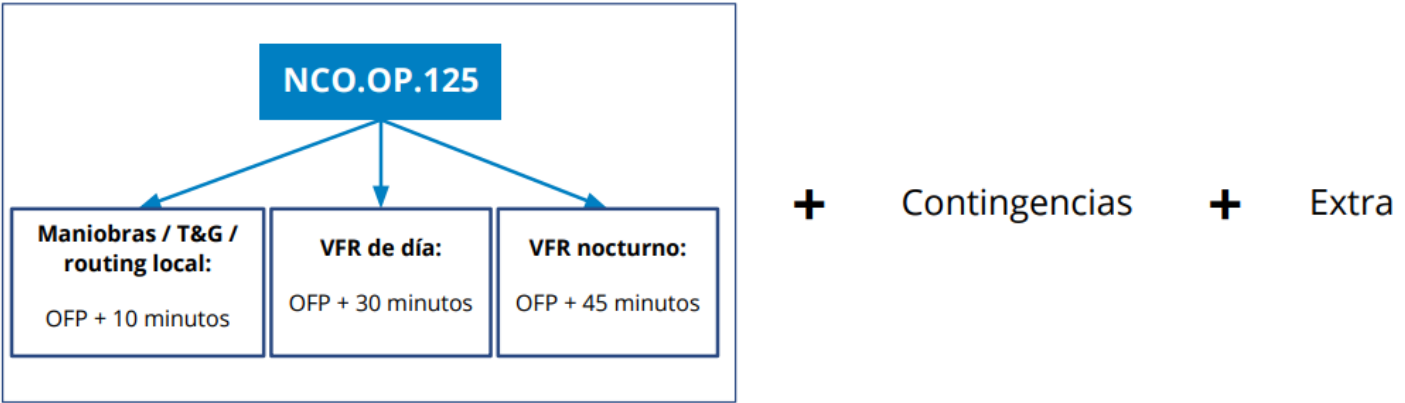 NCO.OP.125
Maniobras / T&G /
routing local:
OFP + 10 minutos
VFR de día:
OFP + 30 minutos
VFR nocturno:
OFP + 45 minutos
+ Contingencias + Extra